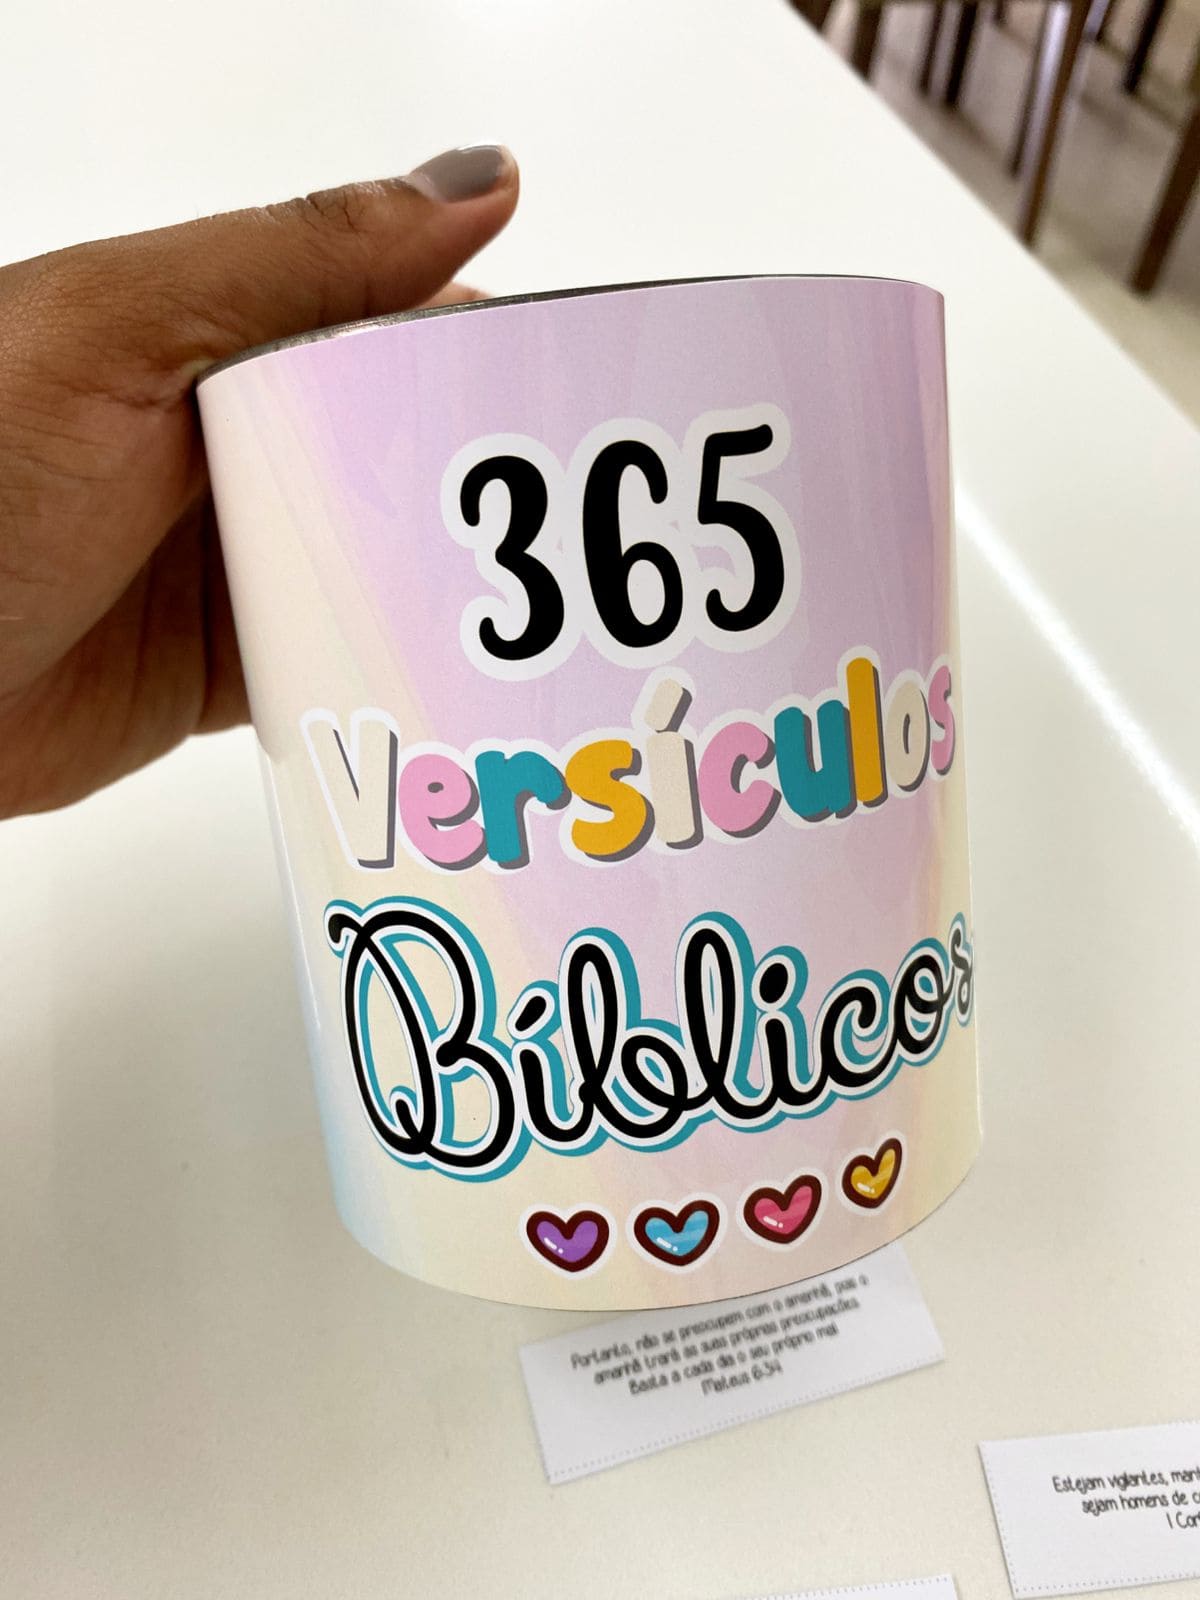 365
Versículos
Bíblicos
Portanto, não se preocupem com o amanhã, pois o
amanhã trará as suas próprias preocupações.
Basta a cada dia o seu próprio mal
Mateus 6:34
Estejam vigilantes,
sejam homens de
1